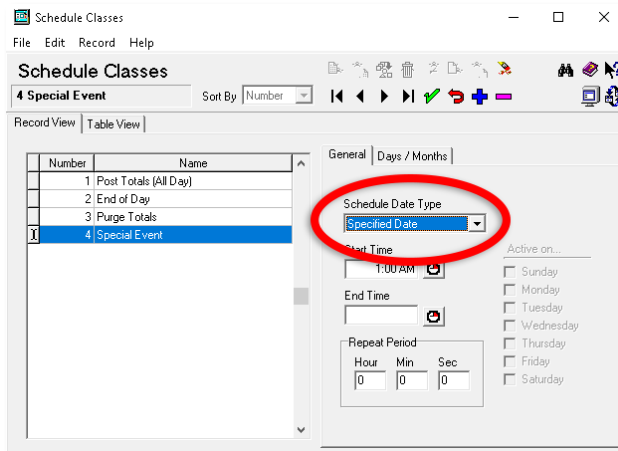 Schedule Classes
File Edit Record Help
Schedule Classes
4 Special Event Sort By Number
Record View Table View
Number Name
1 Post Totals (All Day)
2 End of Day
3 Purge Totals
4 Special Event
General Days / Months
Schedule Date Type
Specified Date
Start Time
1:00 AM
End Time
Repeat Period
Hour Min Sec
0 0 0
Active on...
Sunday
Monday
Tuesday
Wednesday
Thursday
Friday
Saturday